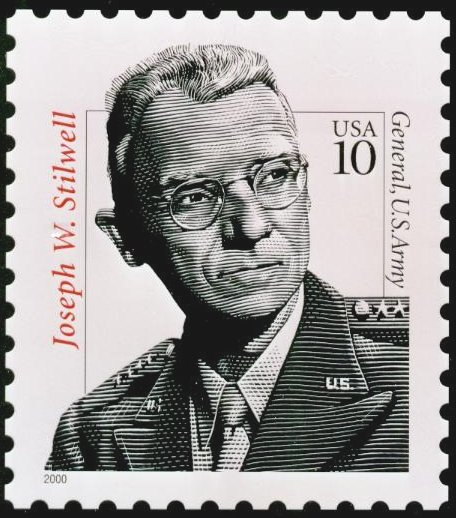 Joseph W. Stilwell
USA
10
General, U.S. Army
U.S.
2000